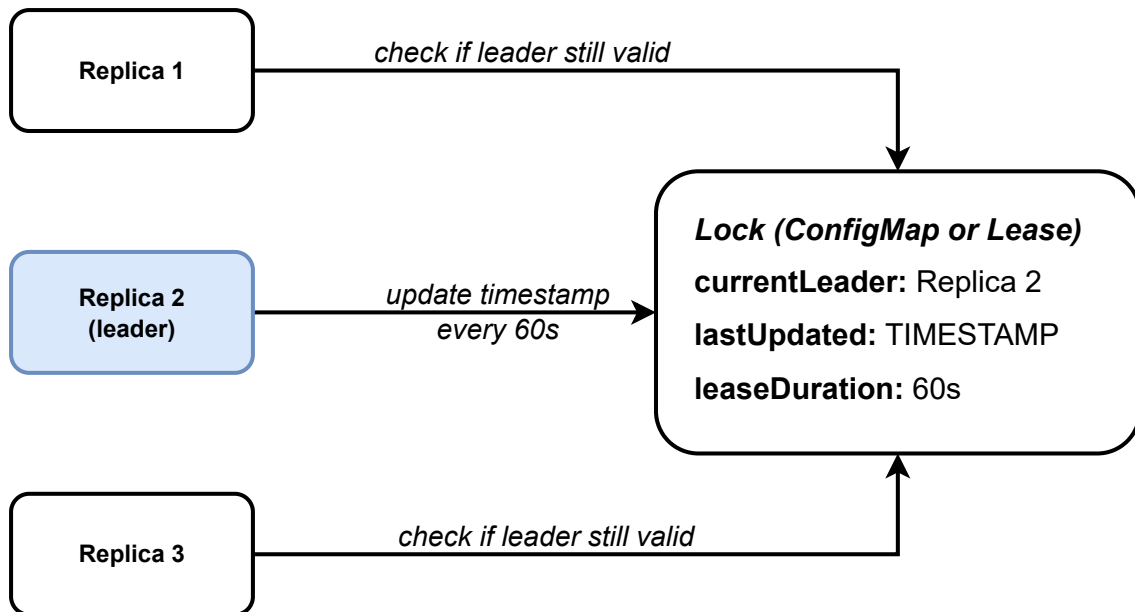 Replica 1
check if leader still valid
Replica 2
(leader)
update timestamp
every 60s
Lock (ConfigMap or Lease)
currentLeader: Replica 2
lastUpdated: TIMESTAMP
leaseDuration: 60s
Replica 3
check if leader still valid